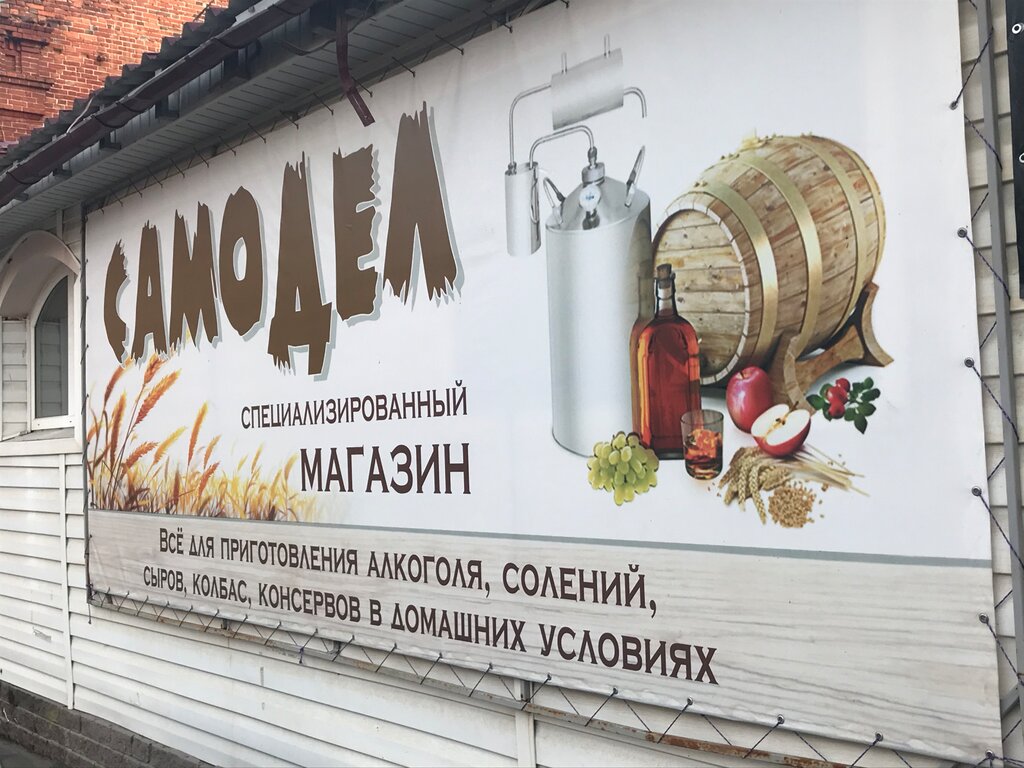 САМОДЕЛ
СПЕЦИАЛИЗИРОВАННЫЙ
МАГАЗИН
ВСЁ ДЛЯ ПРИГОТОВЛЕНИЯ АЛКОГОЛЯ, СОЛЕНИЙ,
СЫРОВ, КОЛБАС, КОНСЕРВОВ В ДОМАШНИХ УСЛОВИЯХ